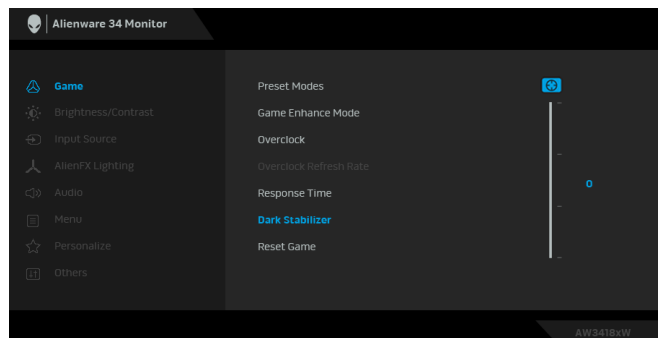 Alienware 34 Monitor
Game
Brightness/Contrast
Input Source
AlienFX Lighting
Audio
Menu
Personalize
Others
Preset Modes
Game Enhance Mode
Overclock
Overclock Refresh Rate
Response Time
Dark Stabilizer
Reset Game
0
AW3418xW